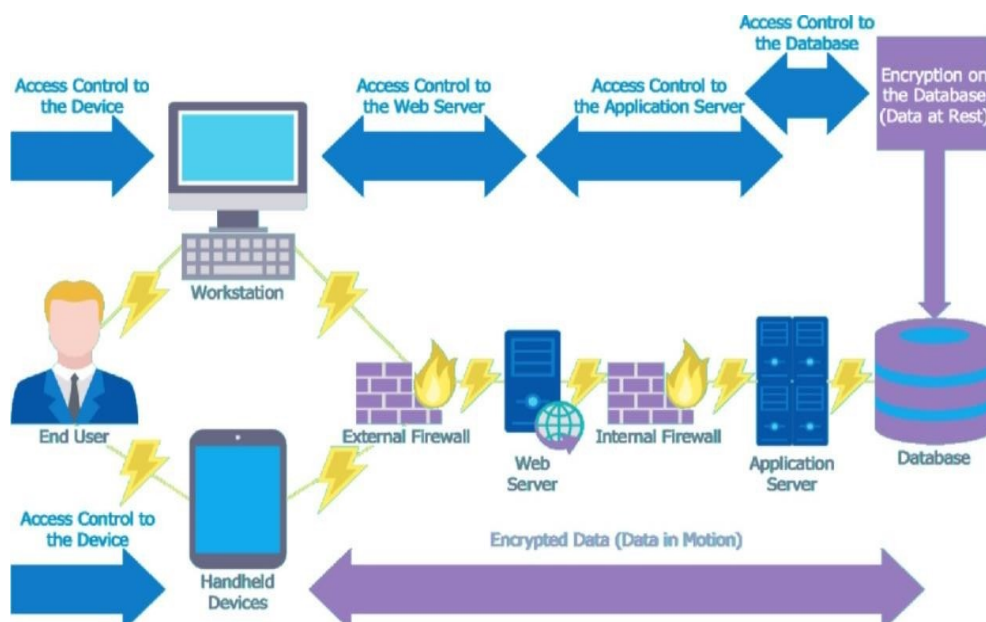 Access Control to
the Database
Access Control to
the Device
Access Control to
the Web Server
Access Control to
the Application Server
Encryption on
the Database
(Data at Rest)
Workstation
End User
External Firewall
Web
Server
Internal Firewall
Application
Server
Database
Access Control to
the Device
Handheld
Devices
Encrypted Data (Data in Motion)